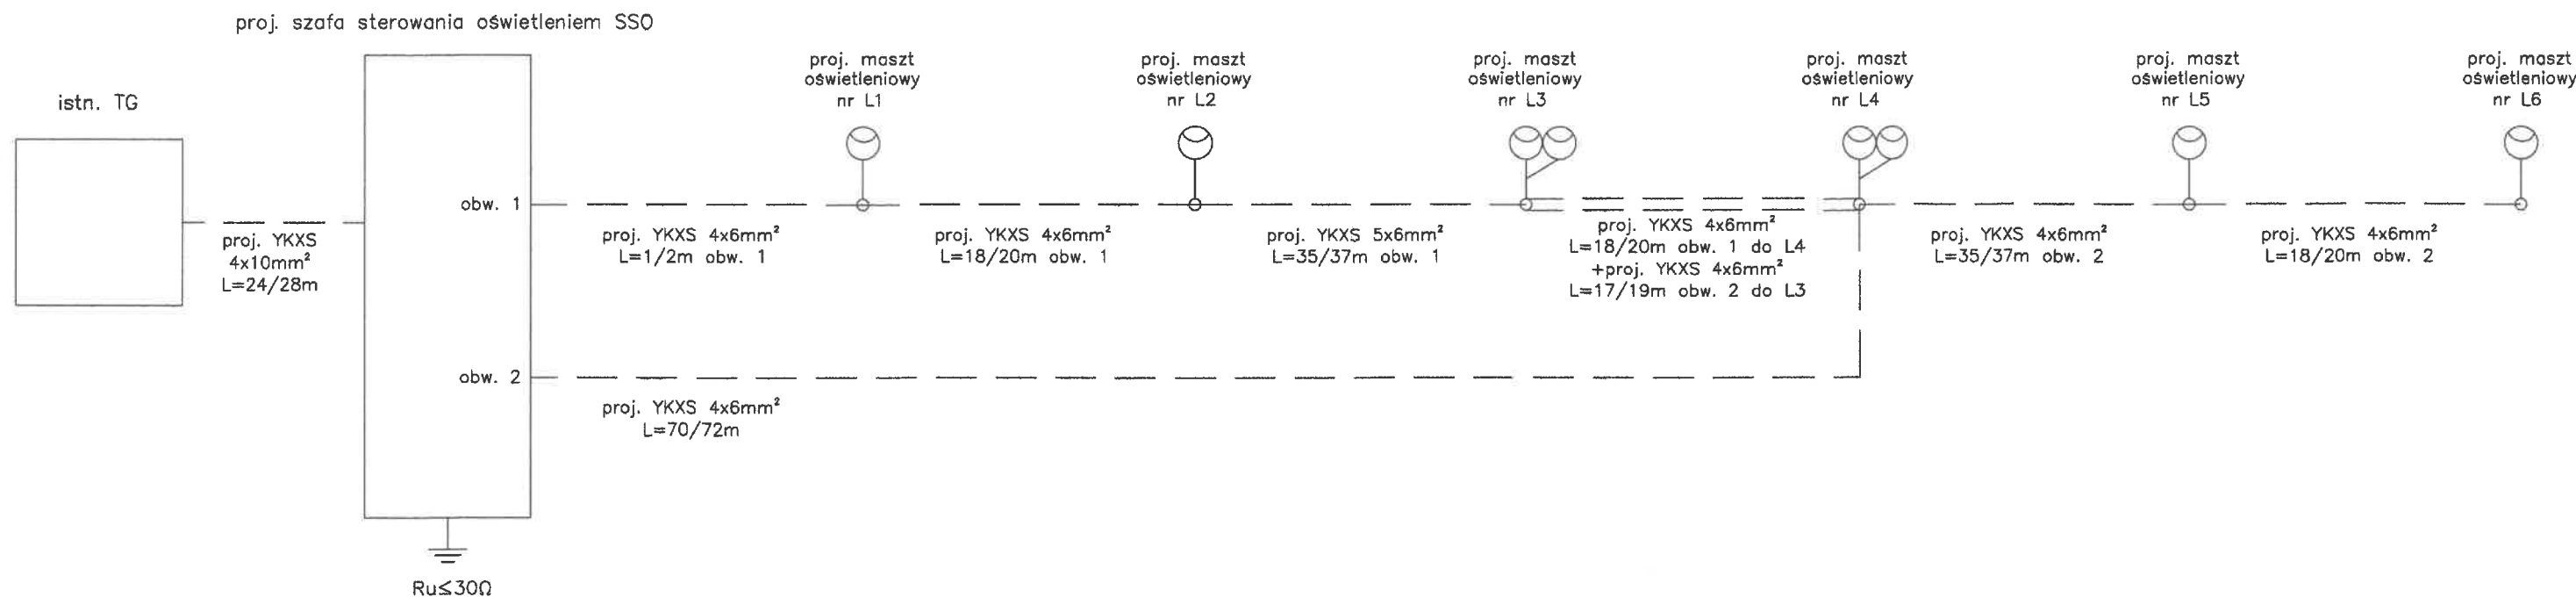 proj. szafa sterowania oświetleniem SSO
istn. TG
proj. YKXS
4x10mm²
L=24/28m
obw. 1
obw. 2
Ru≤30Ω
proj. maszt
oświetleniowy
nr L1
proj. maszt
oświetleniowy
nr L2
proj. maszt
oświetleniowy
nr L3
proj. maszt
oświetleniowy
nr L4
proj. maszt
oświetleniowy
nr L5
proj. maszt
oświetleniowy
nr L6
proj. YKXS 4x6mm²
L=1/2m obw. 1
proj. YKXS 4x6mm²
L=18/20m obw. 1
proj. YKXS 5x6mm²
L=35/37m obw. 1
proj. YKXS 4x6mm²
L=18/20m obw. 1 do L4
+proj. YKXS 4x6mm²
L=17/19m obw. 2 do L3
proj. YKXS 4x6mm²
L=35/37m obw. 2
proj. YKXS 4x6mm²
L=18/20m obw. 2
proj. YKXS 4x6mm²
L=70/72m